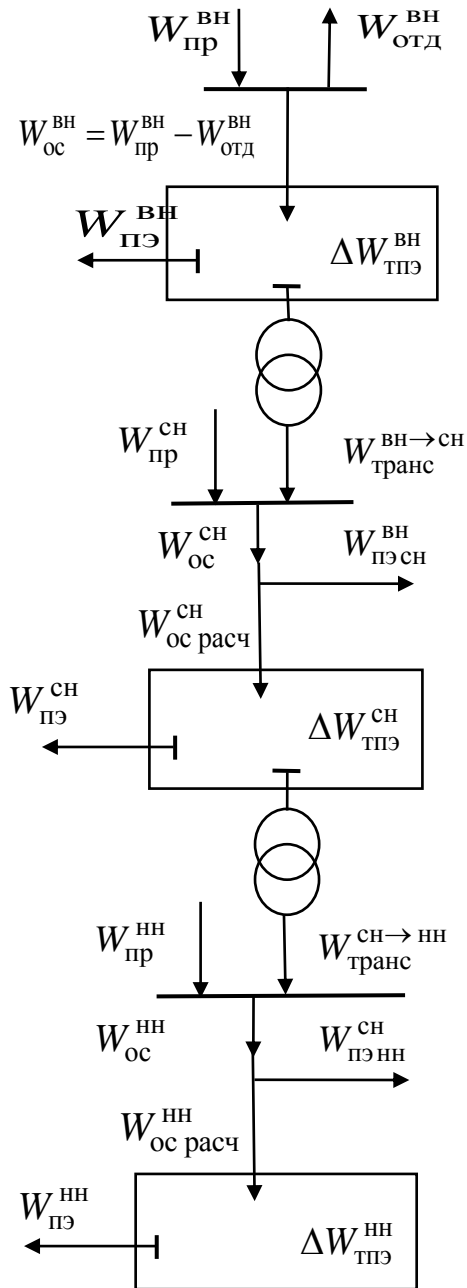 W_пр^вн W_отд^вн
W_ос^вн = W_пр^вн − W_отд^вн
W_пэ^вн ΔW_тпэ^вн
W_пр^сн W_транс^вн→сн
W_ос^сн W_пэ сн^вн
W_ос расч^сн
W_пэ^сн ΔW_тпэ^сн
W_пр^нн W_транс^сн→нн
W_ос^нн W_пэ нн^сн
W_ос расч^нн
W_пэ^нн ΔW_тпэ^нн